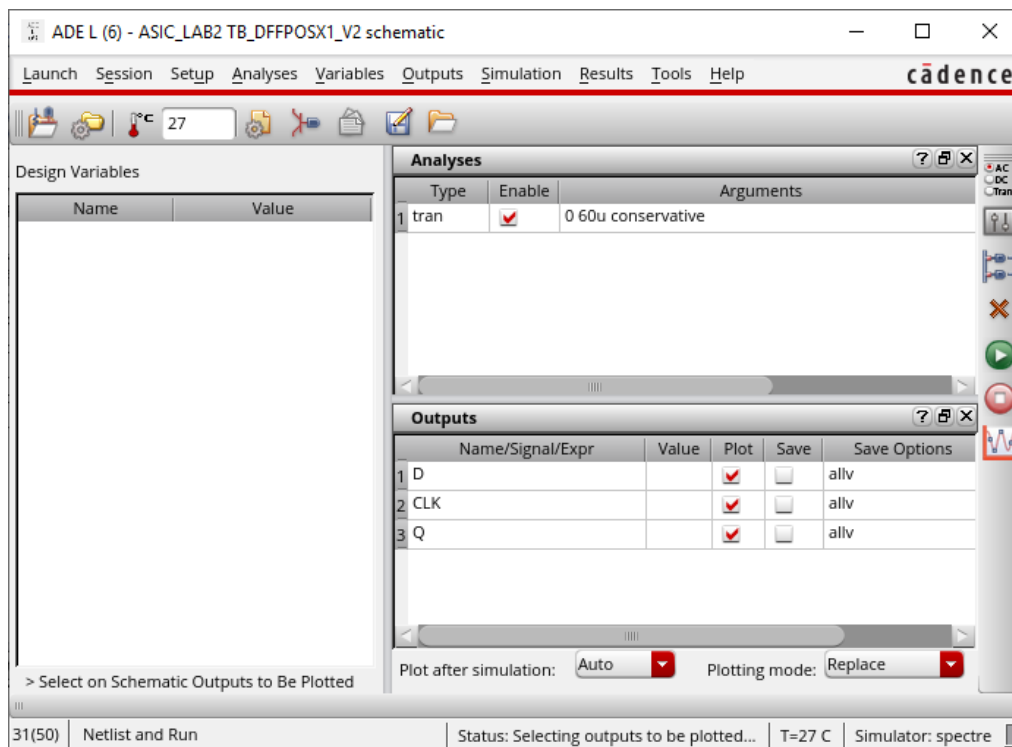 ADE L (6) - ASIC_LAB2 TB_DFFPOSX1_V2 schematic
Launch Session Setup Analyses Variables Outputs Simulation Results Tools Help cādence
°C 27
Design Variables
Name Value
> Select on Schematic Outputs to Be Plotted
Analyses
Type Enable Arguments
1 tran 0 60u conservative
Outputs
Name/Signal/Expr Value Plot Save Save Options
1 D allv
2 CLK allv
3 Q allv
Plot after simulation: Auto Plotting mode: Replace
AC
DC
Tran
31(50) Netlist and Run Status: Selecting outputs to be plotted... T=27 C Simulator: spectre